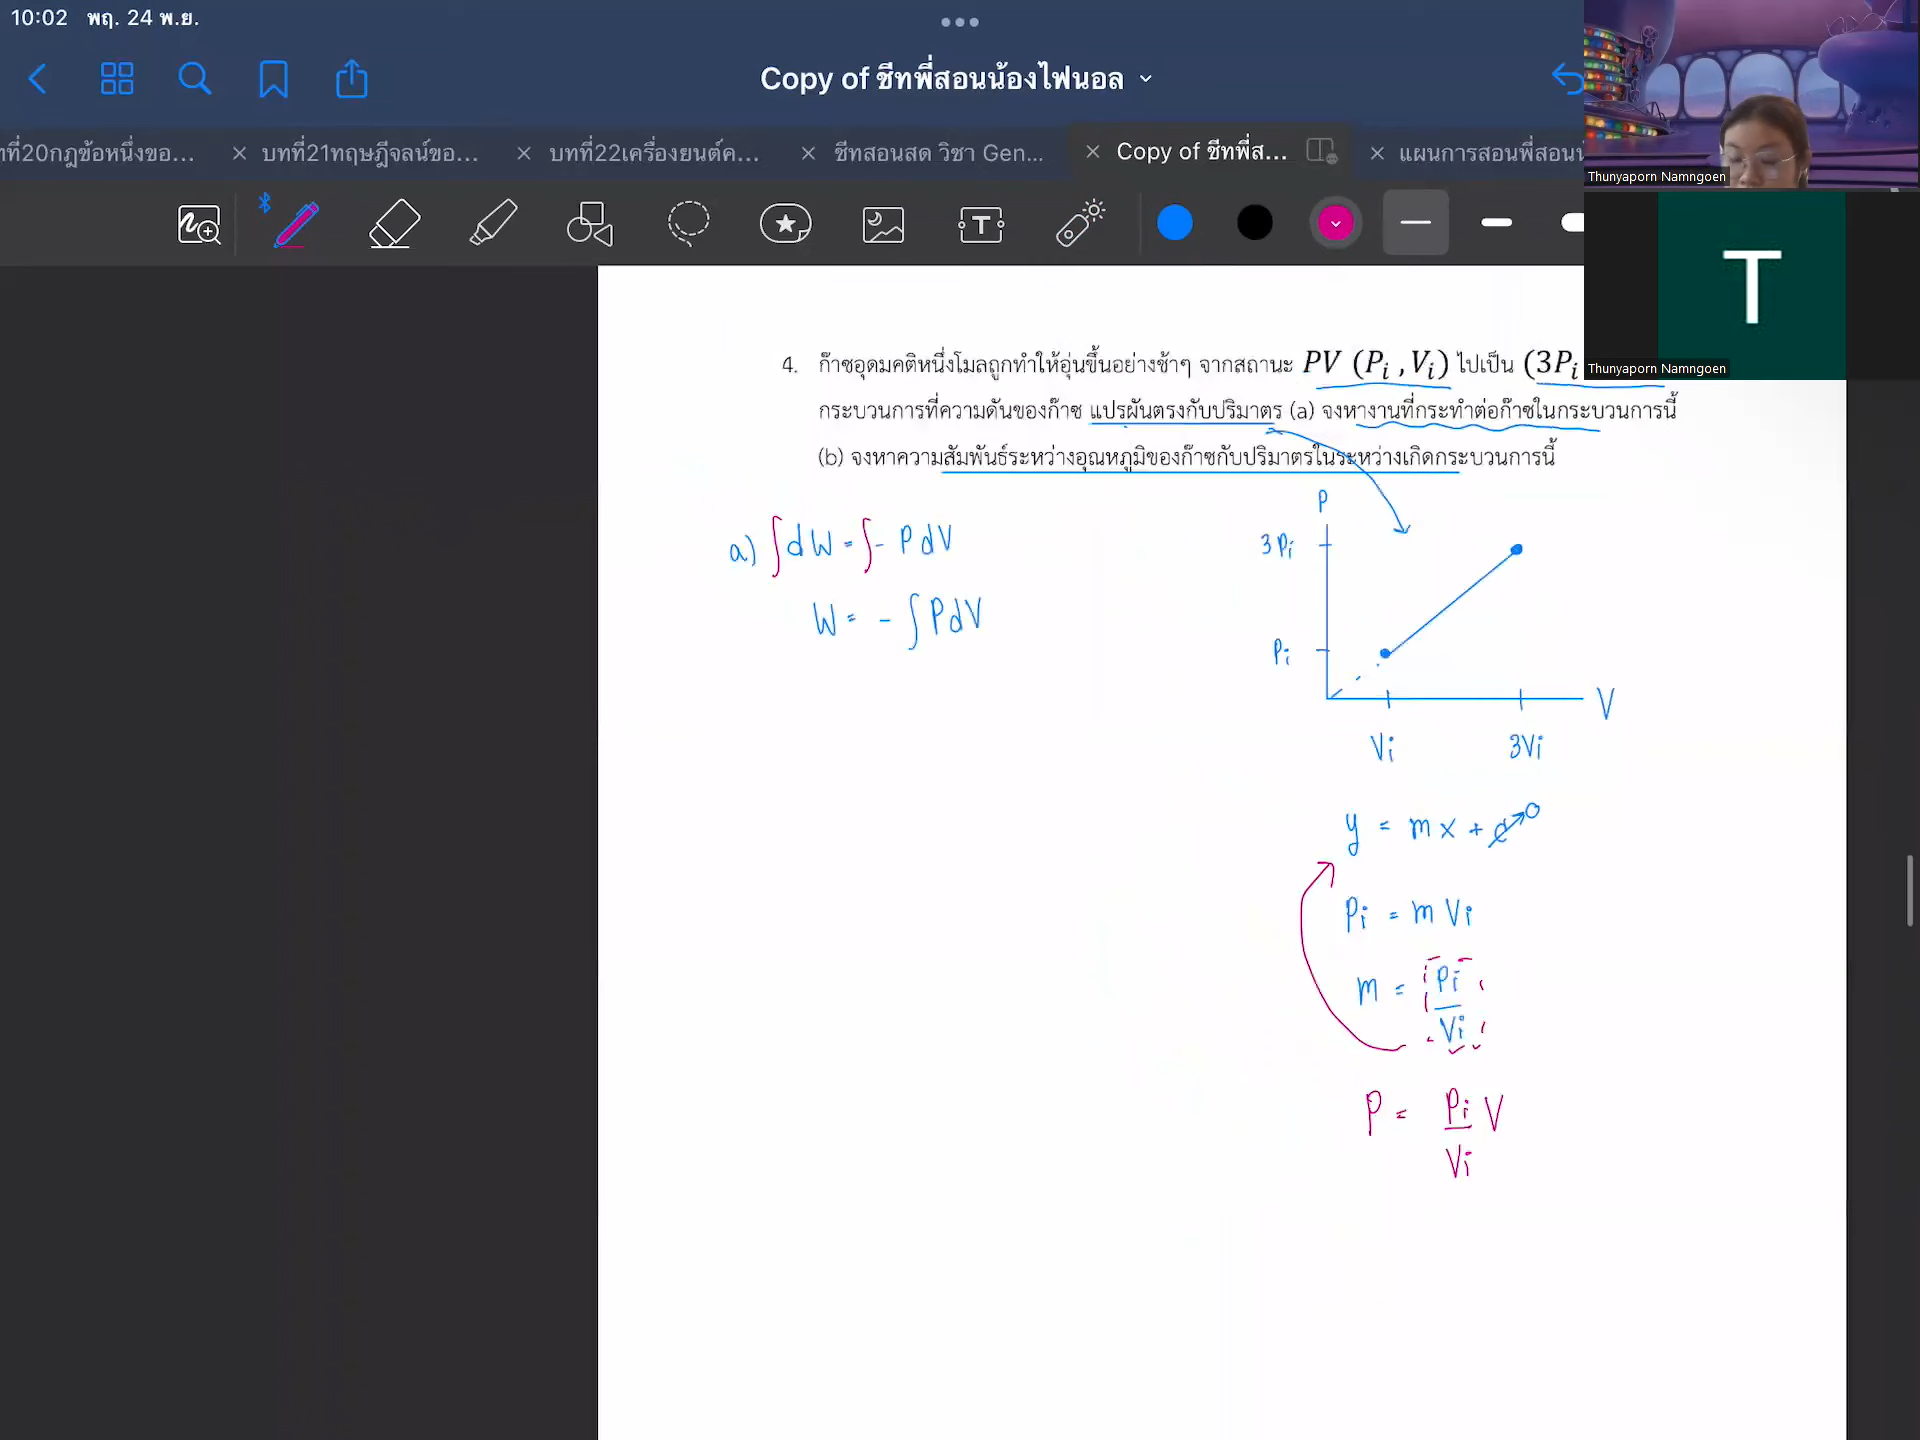 10:02 พฤ. 24 พ.ย.
Copy of ชีทพี่สอนน้องไฟนอล
ที่20กฎข้อหนึ่งขอ...
บทที่21ทฤษฎีจลน์ขอ...
บทที่22เครื่องยนต์ค...
ชีทสอนสด วิชา Gen...
Copy of ชีทพี่ส...
แผนการสอนพี่สอนน
Thunyaporn Namngoen
T
Thunyaporn Namngoen
4. ก๊าซอุดมคติหนึ่งโมลถูกทำให้อุ่นขึ้นอย่างช้าๆ จากสถานะ PV (Pi ,Vi) ไปเป็น (3Pi
กระบวนการที่ความดันของก๊าซ แปรผันตรงกับปริมาตร (a) จงหางานที่กระทำต่อก๊าซในกระบวนการนี้
(b) จงหาความสัมพันธ์ระหว่างอุณหภูมิของก๊าซกับปริมาตรในระหว่างเกิดกระบวนการนี้
a) ∫dW = ∫- PdV
W = - ∫PdV
P
3Pi
Pi
V
Vi 3Vi
y = mx + c 0
Pi = m Vi
m = Pi/Vi
P = Pi/Vi V